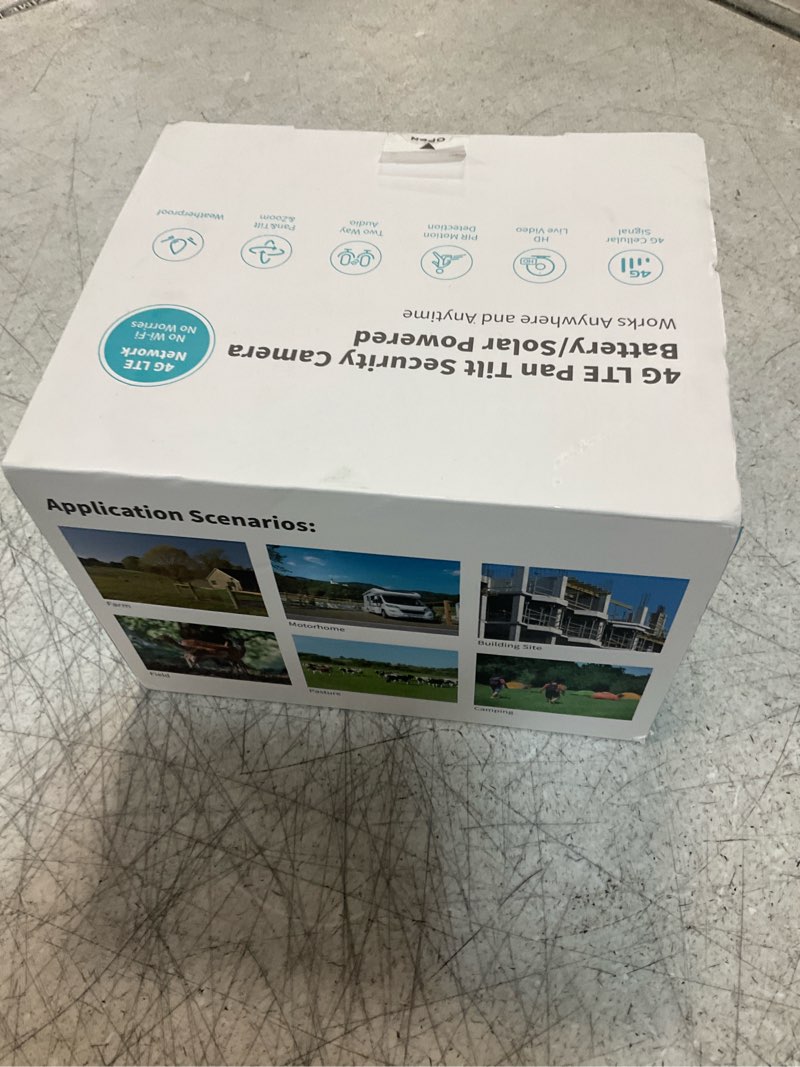 4G LTE Pan Tilt Security Camera
Battery/Solar Powered
Works Anywhere and Anytime
4G LTE
Network
No Wi-Fi
No Worries
4G
4G Cellular
Signal
HD
HD
Live Video
PIR Motion
Detection
Two Way
Audio
Pan&Tilt
&Zoom
Weatherproof
OPEN
Application Scenarios:
Farm
Motorhome
Building Site
Field
Pasture
Camping